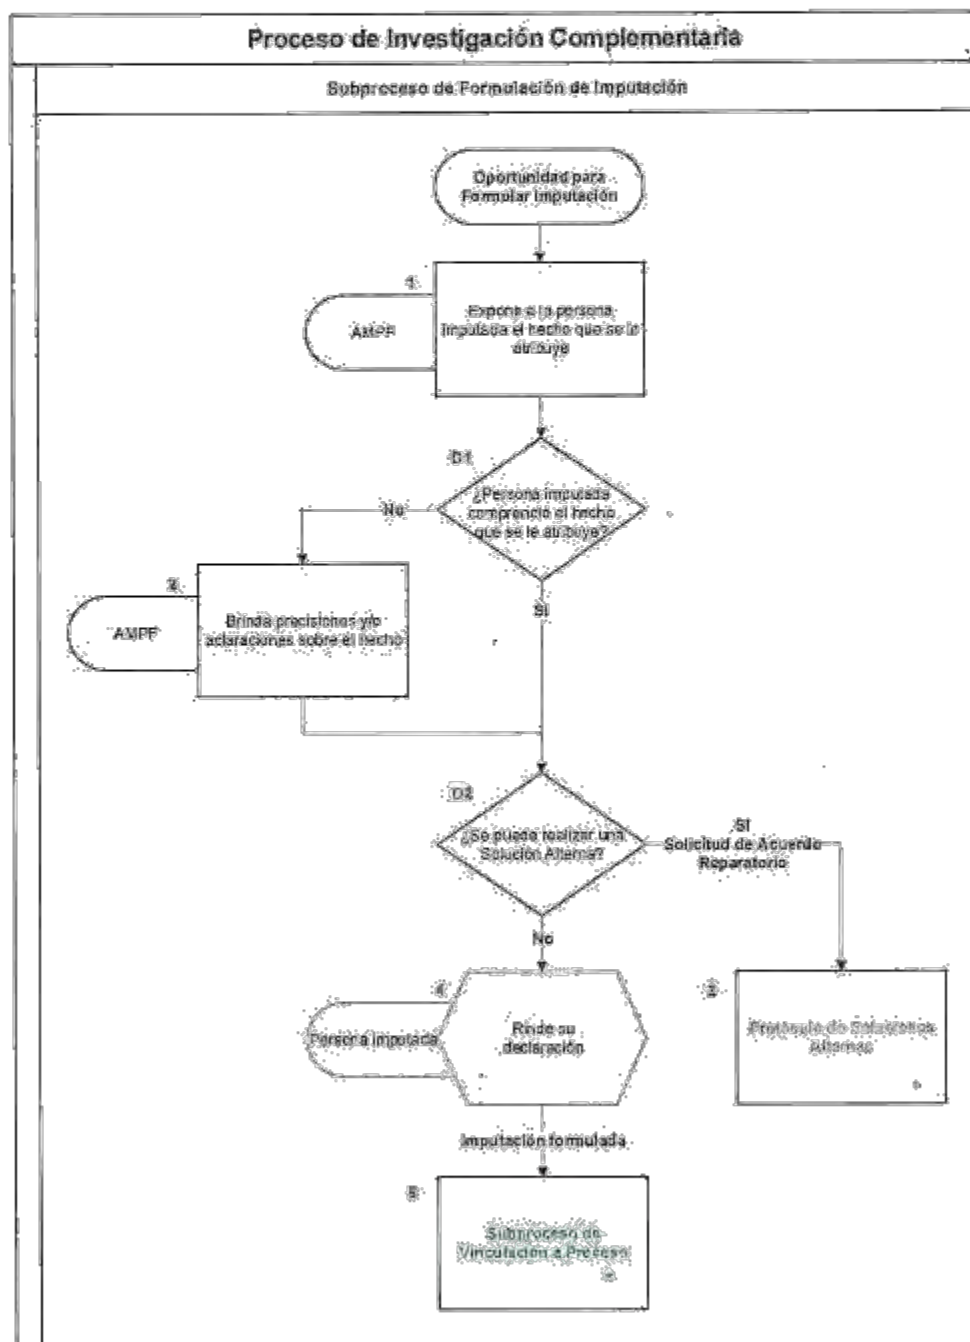 Proceso de Investigación Complementaria
Subproceso de Formulación de Imputación
Oportunidad para
Formular Imputación
1
AMPF
Expone a la persona
imputada el hecho que se le
atribuye
D1
¿Persona imputada
comprendió el hecho
que se le atribuye?
No
Sí
2
AMPF
Brinda precisiones y/o
aclaraciones sobre el hecho
D2
¿Se puede realizar una
Solución Alterna?
Sí
Solicitud de Acuerdo
Reparatorio
No
4
Persona imputada
Rinde su
declaración
Protocolo de Soluciones
Alternas
Imputación formulada
Subproceso de
Vinculación a Proceso